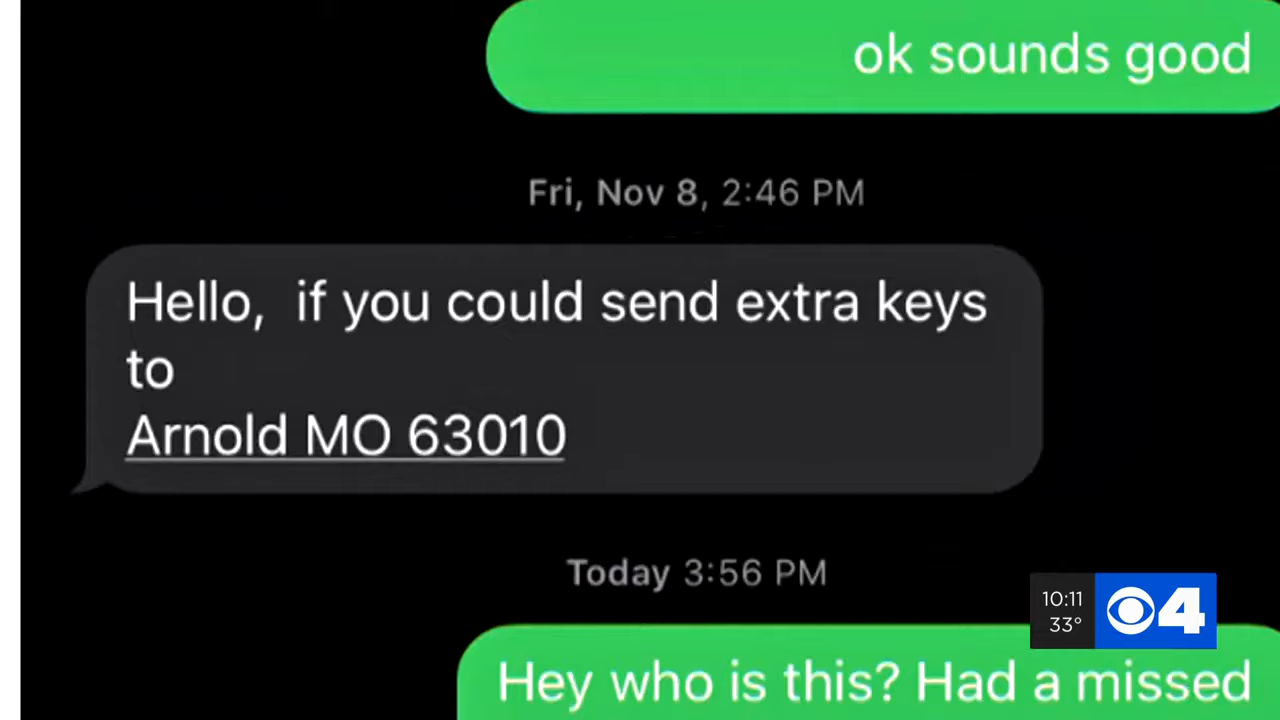 ok sounds good
Fri, Nov 8, 2:46 PM
Hello,  if you could send extra keys
to
Arnold MO 63010
Today 3:56 PM
10:11
33°
4
Hey who is this? Had a missed